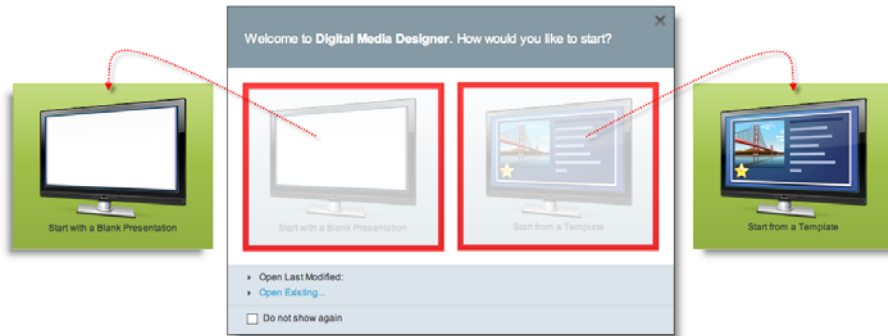 Welcome to Digital Media Designer. How would you like to start?
Start with a Blank Presentation
Start with a Blank Presentation
Start from a Template
Start from a Template
Open Last Modified:
Open Existing...
Do not show again